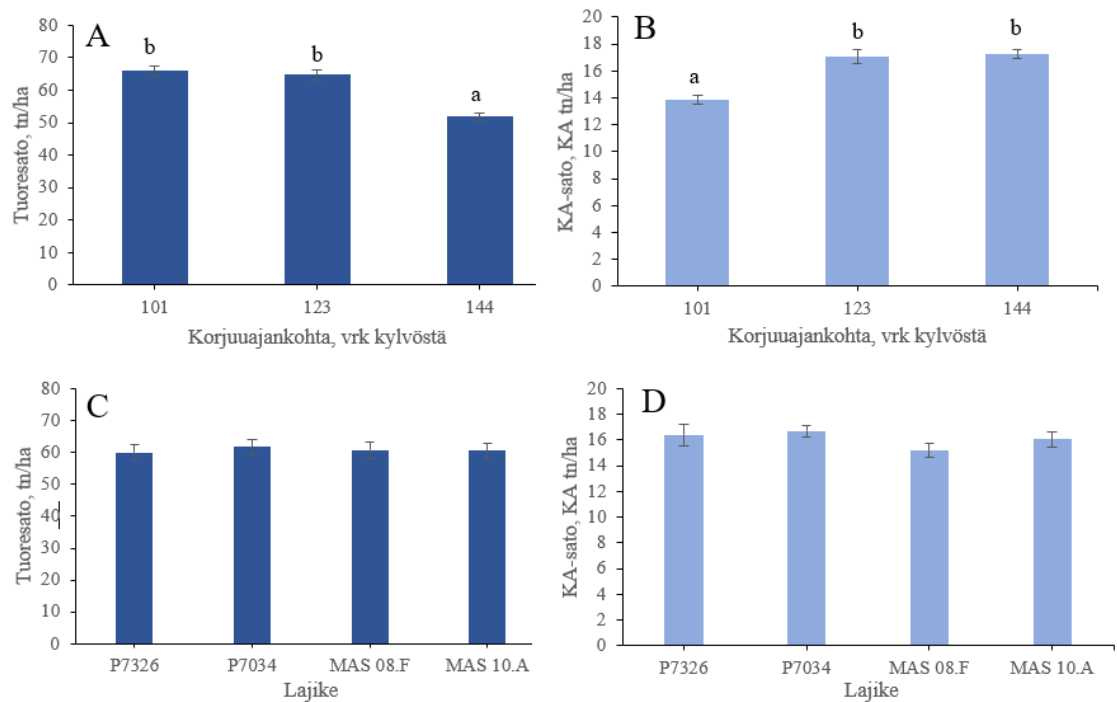 A
Tuoresato, tn/ha
80
70
60
50
40
30
20
10
0
b
b
a
101
123
144
Korjuuajankohta, vrk kylvöstä
B
KA-sato, KA tn/ha
20
18
16
14
12
10
8
6
4
2
0
a
b
b
101
123
144
Korjuuajankohta, vrk kylvöstä
C
Tuoresato, tn/ha
80
70
60
50
40
30
20
10
0
P7326
P7034
MAS 08.F
MAS 10.A
Lajike
D
KA-sato, KA tn/ha
20
18
16
14
12
10
8
6
4
2
0
P7326
P7034
MAS 08.F
MAS 10.A
Lajike